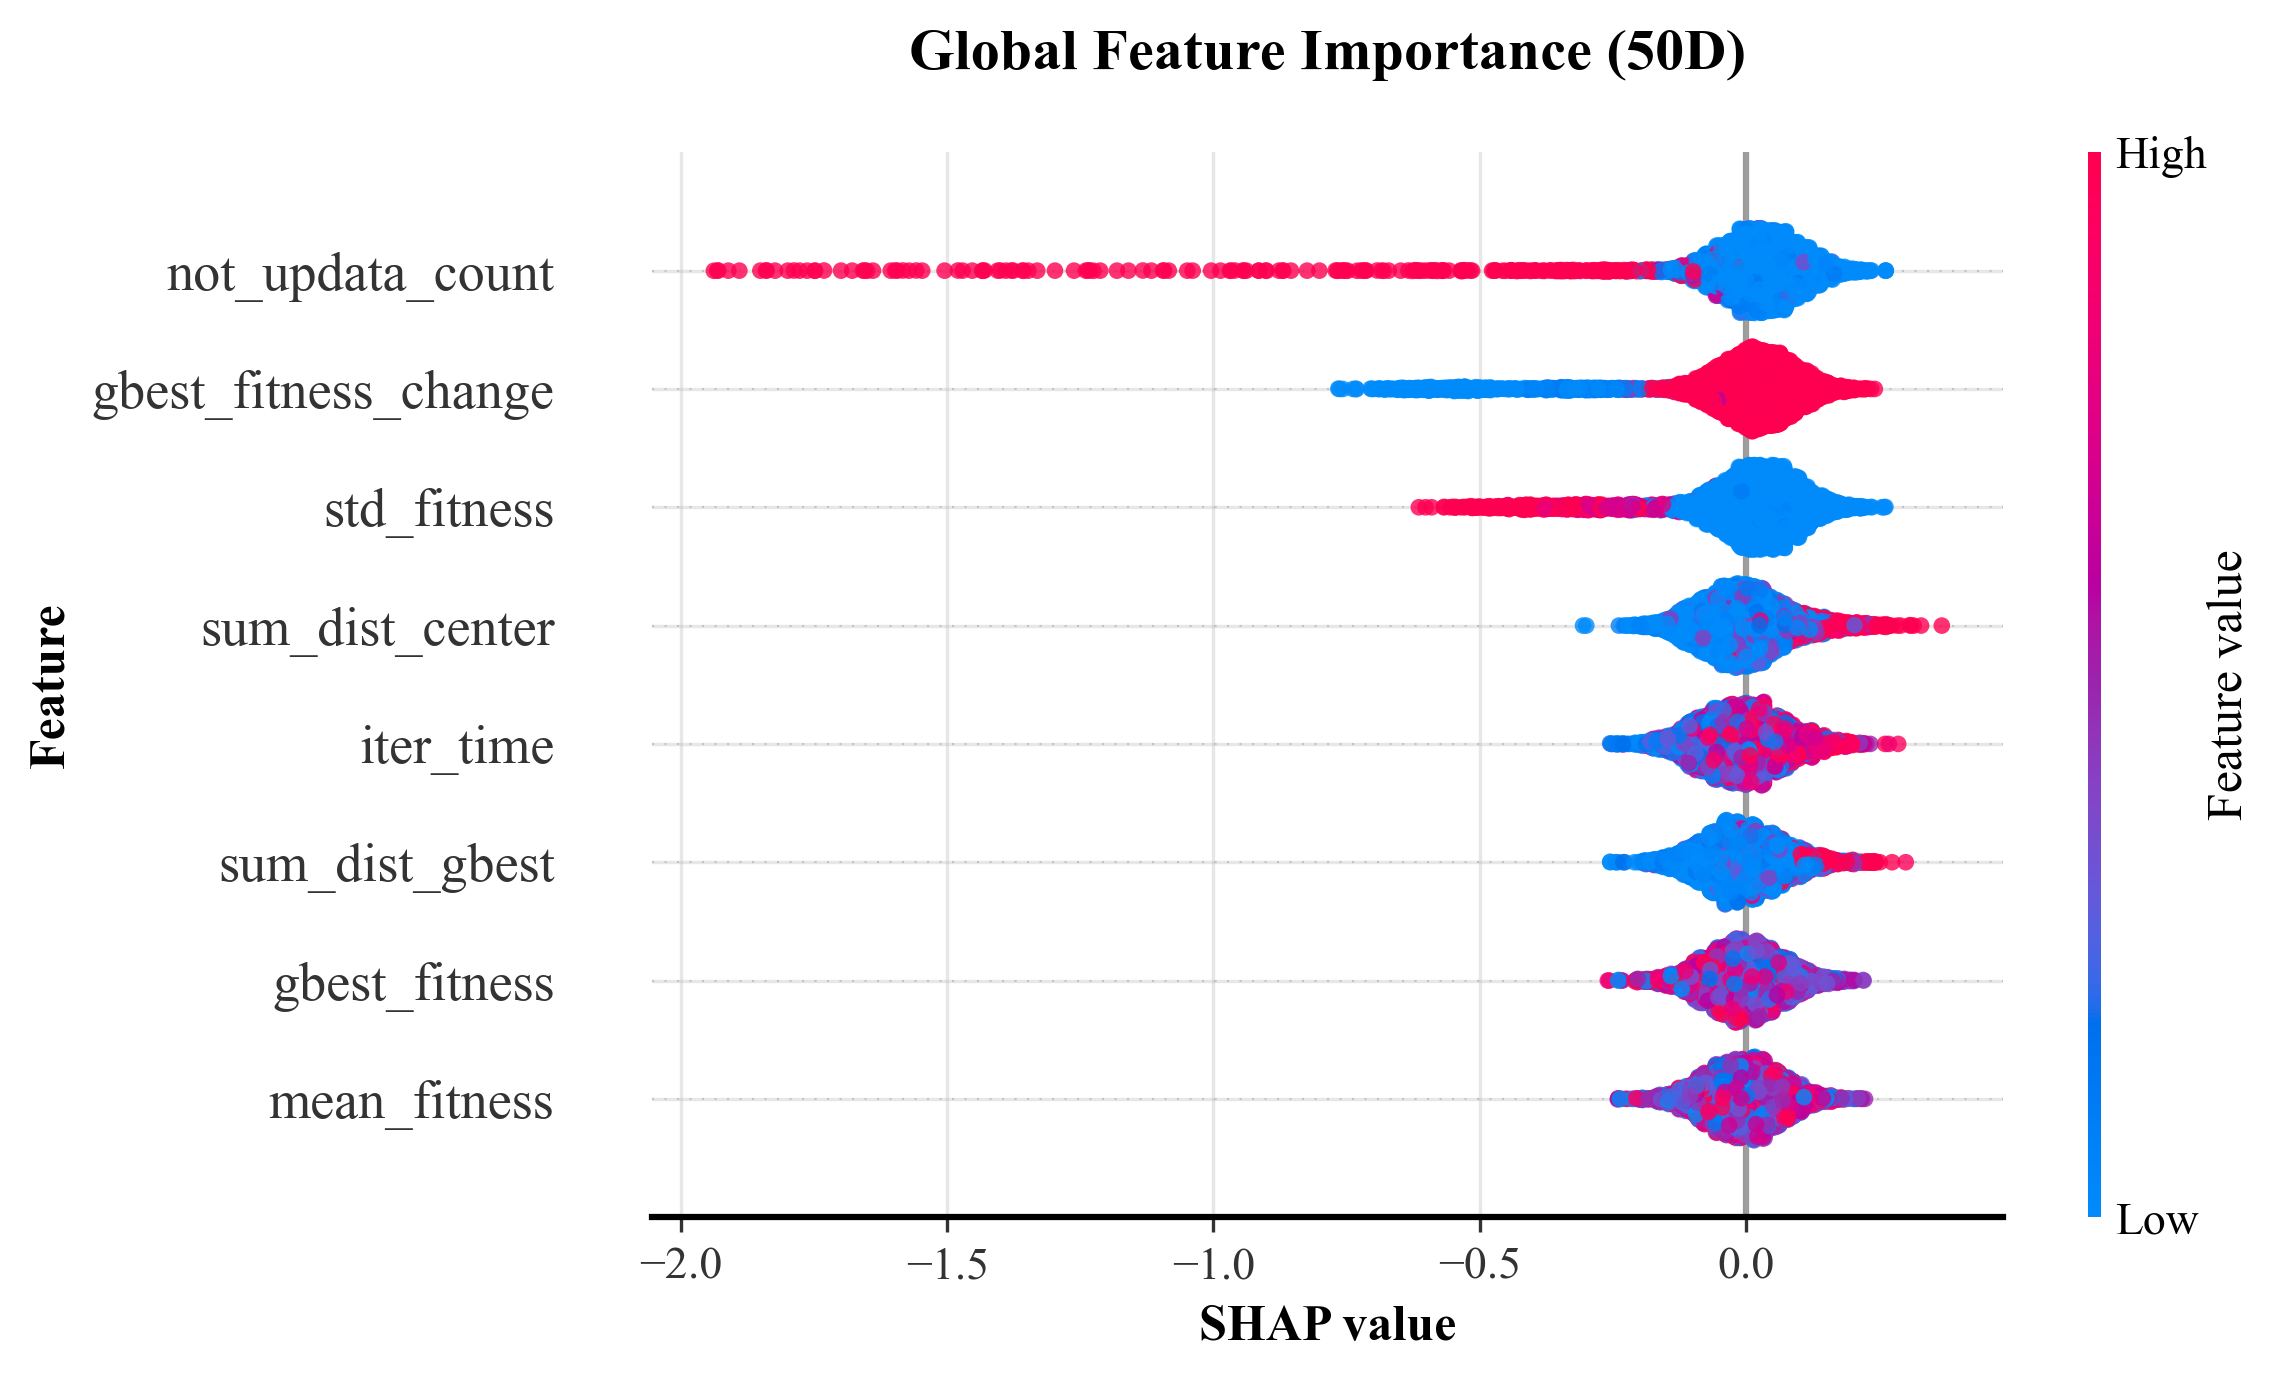 Global Feature Importance (50D)
High
not_updata_count
gbest_fitness_change
std_fitness
sum_dist_center
iter_time
sum_dist_gbest
gbest_fitness
mean_fitness
Feature
Feature value
Low
−2.0 −1.5 −1.0 −0.5 0.0
SHAP value